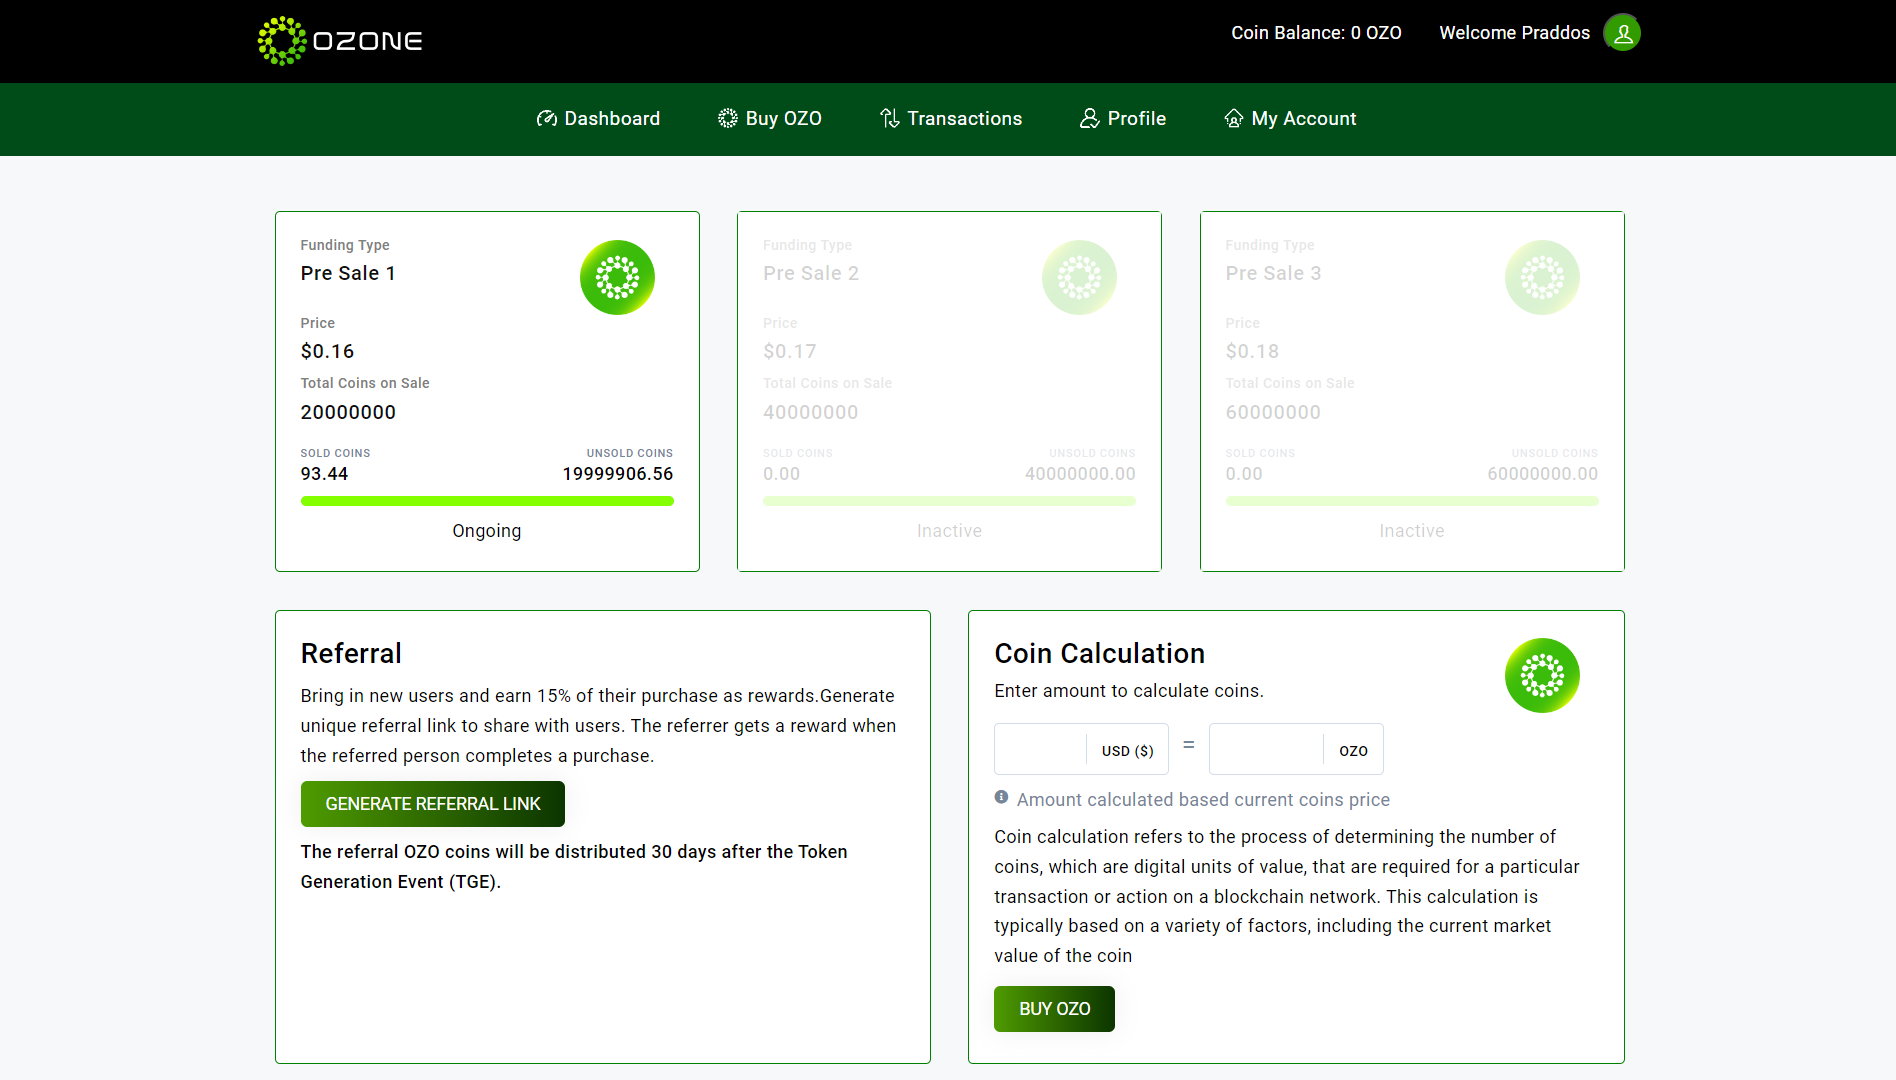 OZONE
Coin Balance: 0 OZO
Welcome Praddos
Dashboard
Buy OZO
Transactions
Profile
My Account
Funding Type
Pre Sale 1
Price
$0.16
Total Coins on Sale
20000000
SOLD COINS
UNSOLD COINS
93.44
19999906.56
Ongoing
Funding Type
Pre Sale 2
Price
$0.17
Total Coins on Sale
40000000
SOLD COINS
UNSOLD COINS
0.00
40000000.00
Inactive
Funding Type
Pre Sale 3
Price
$0.18
Total Coins on Sale
60000000
SOLD COINS
UNSOLD COINS
0.00
60000000.00
Inactive
Referral
Bring in new users and earn 15% of their purchase as rewards.Generate
unique referral link to share with users. The referrer gets a reward when
the referred person completes a purchase.
GENERATE REFERRAL LINK
The referral OZO coins will be distributed 30 days after the Token
Generation Event (TGE).
Coin Calculation
Enter amount to calculate coins.
USD ($)
=
OZO
Amount calculated based current coins price
Coin calculation refers to the process of determining the number of
coins, which are digital units of value, that are required for a particular
transaction or action on a blockchain network. This calculation is
typically based on a variety of factors, including the current market
value of the coin
BUY OZO